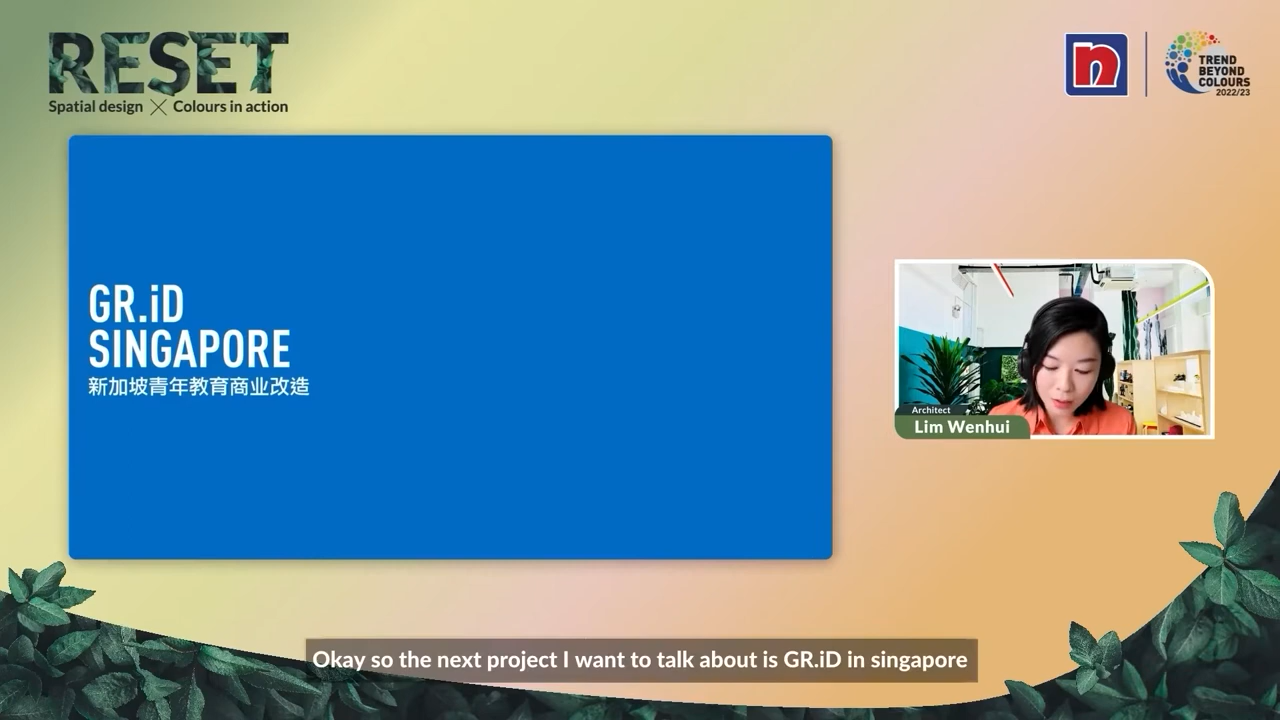 RESET
Spatial design X Colours in action
n
TREND
BEYOND
COLOURS
2022/23
GR.iD
SINGAPORE
新加坡青年教育商业改造
Architect
Lim Wenhui
Okay so the next project I want to talk about is GR.iD in singapore